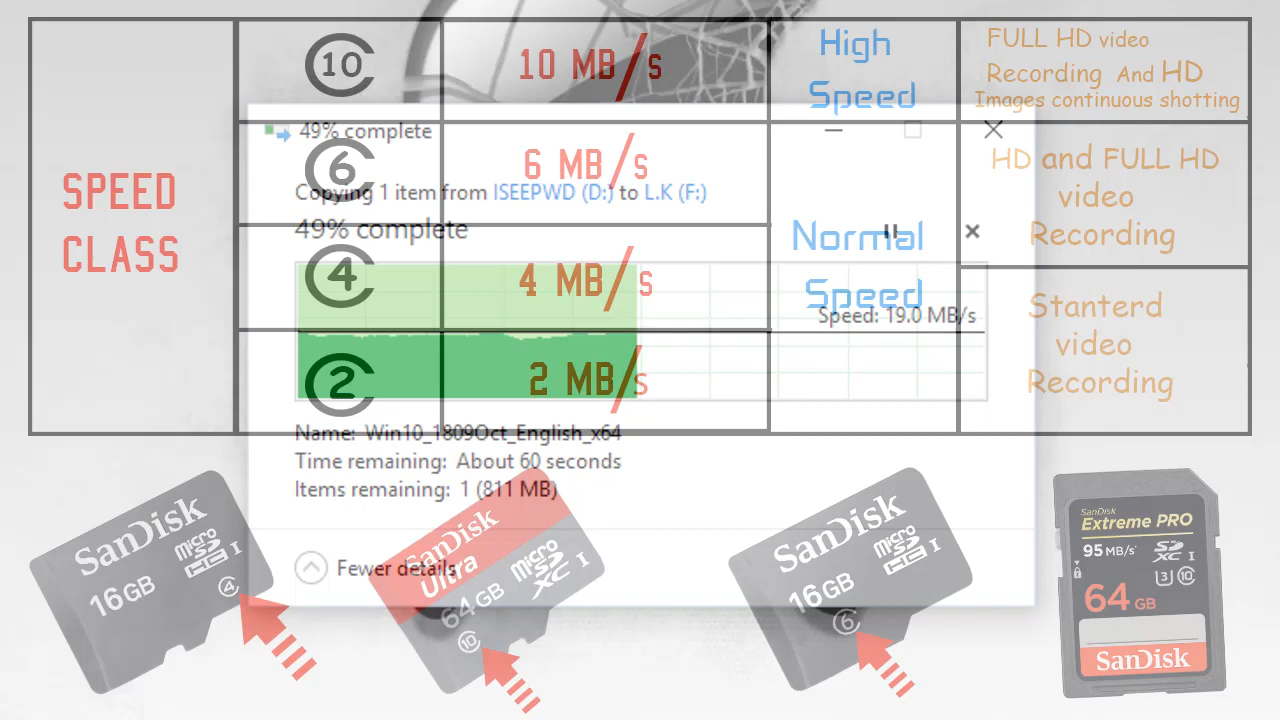 SPEED
CLASS
10
10 MB/s
High
Speed
FULL HD video
Recording And HD
Images continuous shotting
6
6 MB/s
HD and FULL HD
video
Recording
4
4 MB/s
Normal
Speed
2
2 MB/s
Stanterd
video
Recording
49% complete
Copying 1 item from ISEEPWD (D:) to L.K (F:)
49% complete
Speed: 19.0 MB/s
Name: Win10_1809Oct_English_x64
Time remaining: About 60 seconds
Items remaining: 1 (811 MB)
Fewer details
SanDisk
16GB
micro SD HC I
4
SanDisk
Ultra
64GB
micro SD XC I
10
SanDisk
16GB
micro SD HC I
6
SanDisk
Extreme PRO
95 MB/s*
SD XC I
3 10
64 GB
SanDisk